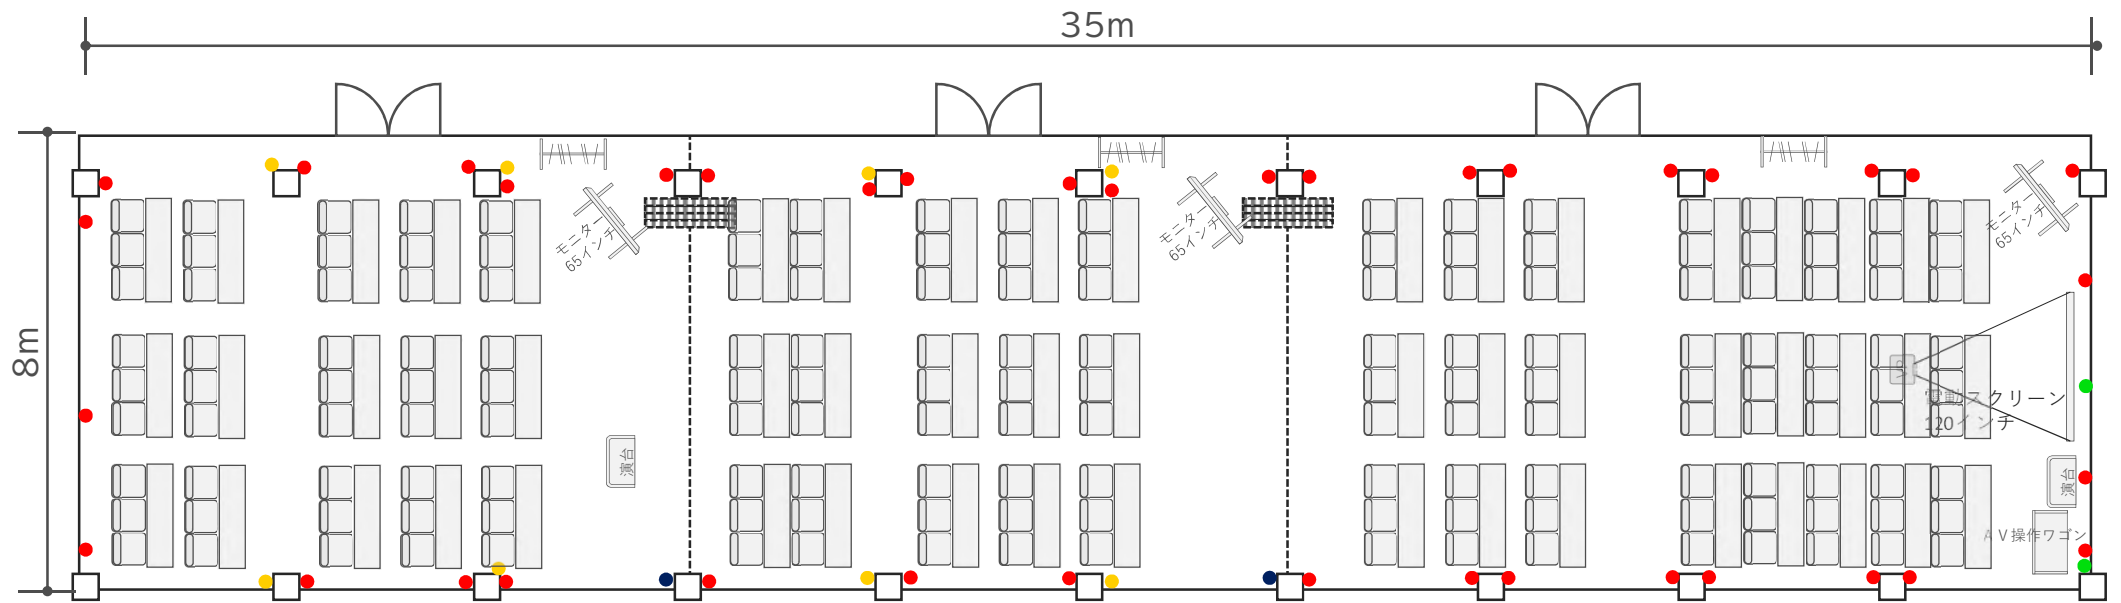 35m
8m
モニター
65インチ
モニター
65インチ
モニター
65インチ
電動スクリーン
120インチ
演台
演台
AV操作ワゴン